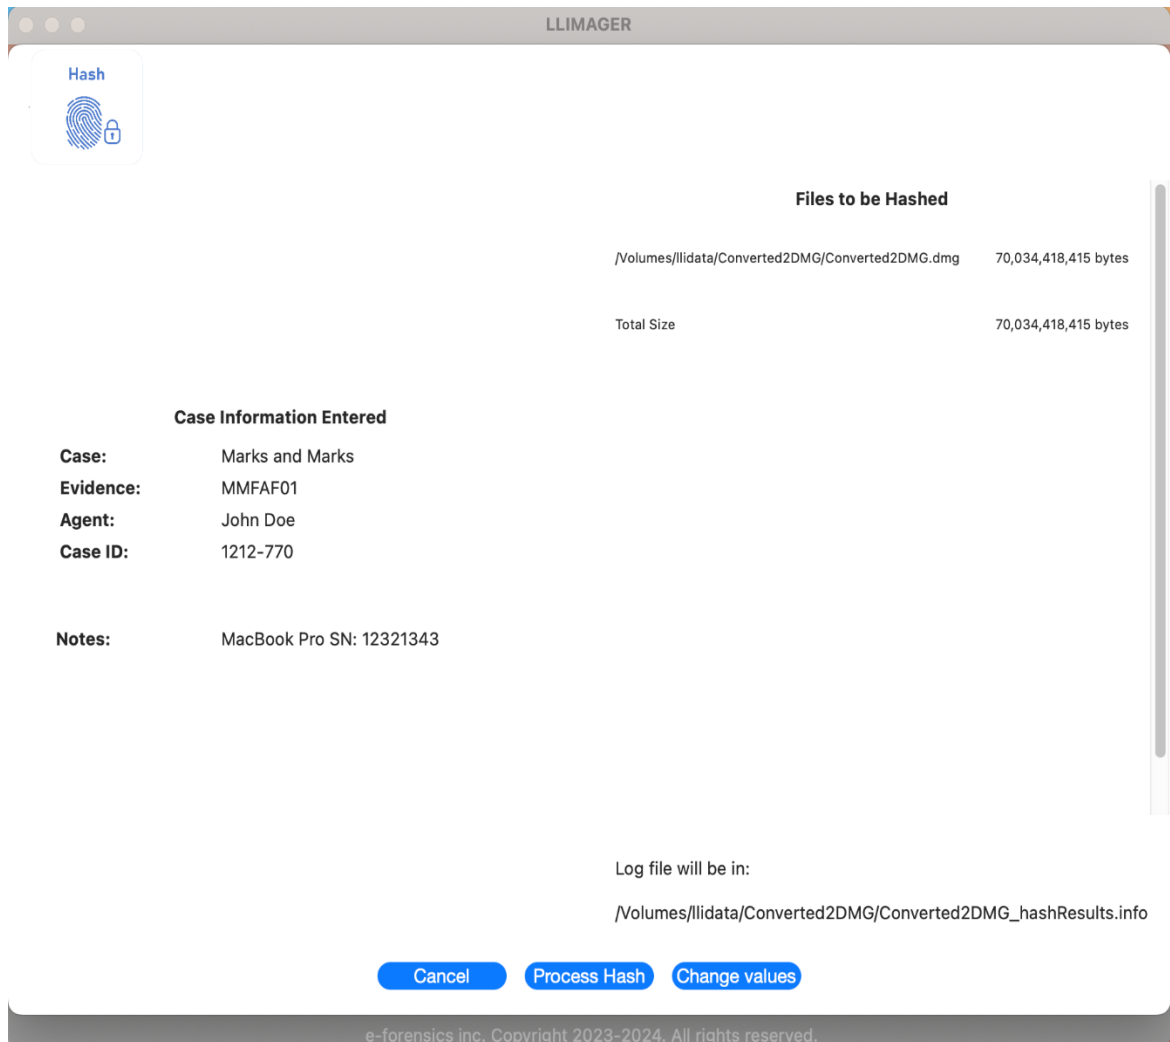 LLIMAGER
Hash
Files to be Hashed
/Volumes/llidata/Converted2DMG/Converted2DMG.dmg 70,034,418,415 bytes
Total Size 70,034,418,415 bytes
Case Information Entered
Case: Marks and Marks
Evidence: MMFAF01
Agent: John Doe
Case ID: 1212-770
Notes: MacBook Pro SN: 12321343
Log file will be in:
/Volumes/llidata/Converted2DMG/Converted2DMG_hashResults.info
Cancel Process Hash Change values
e-forensics inc. Copyright 2023-2024. All rights reserved.